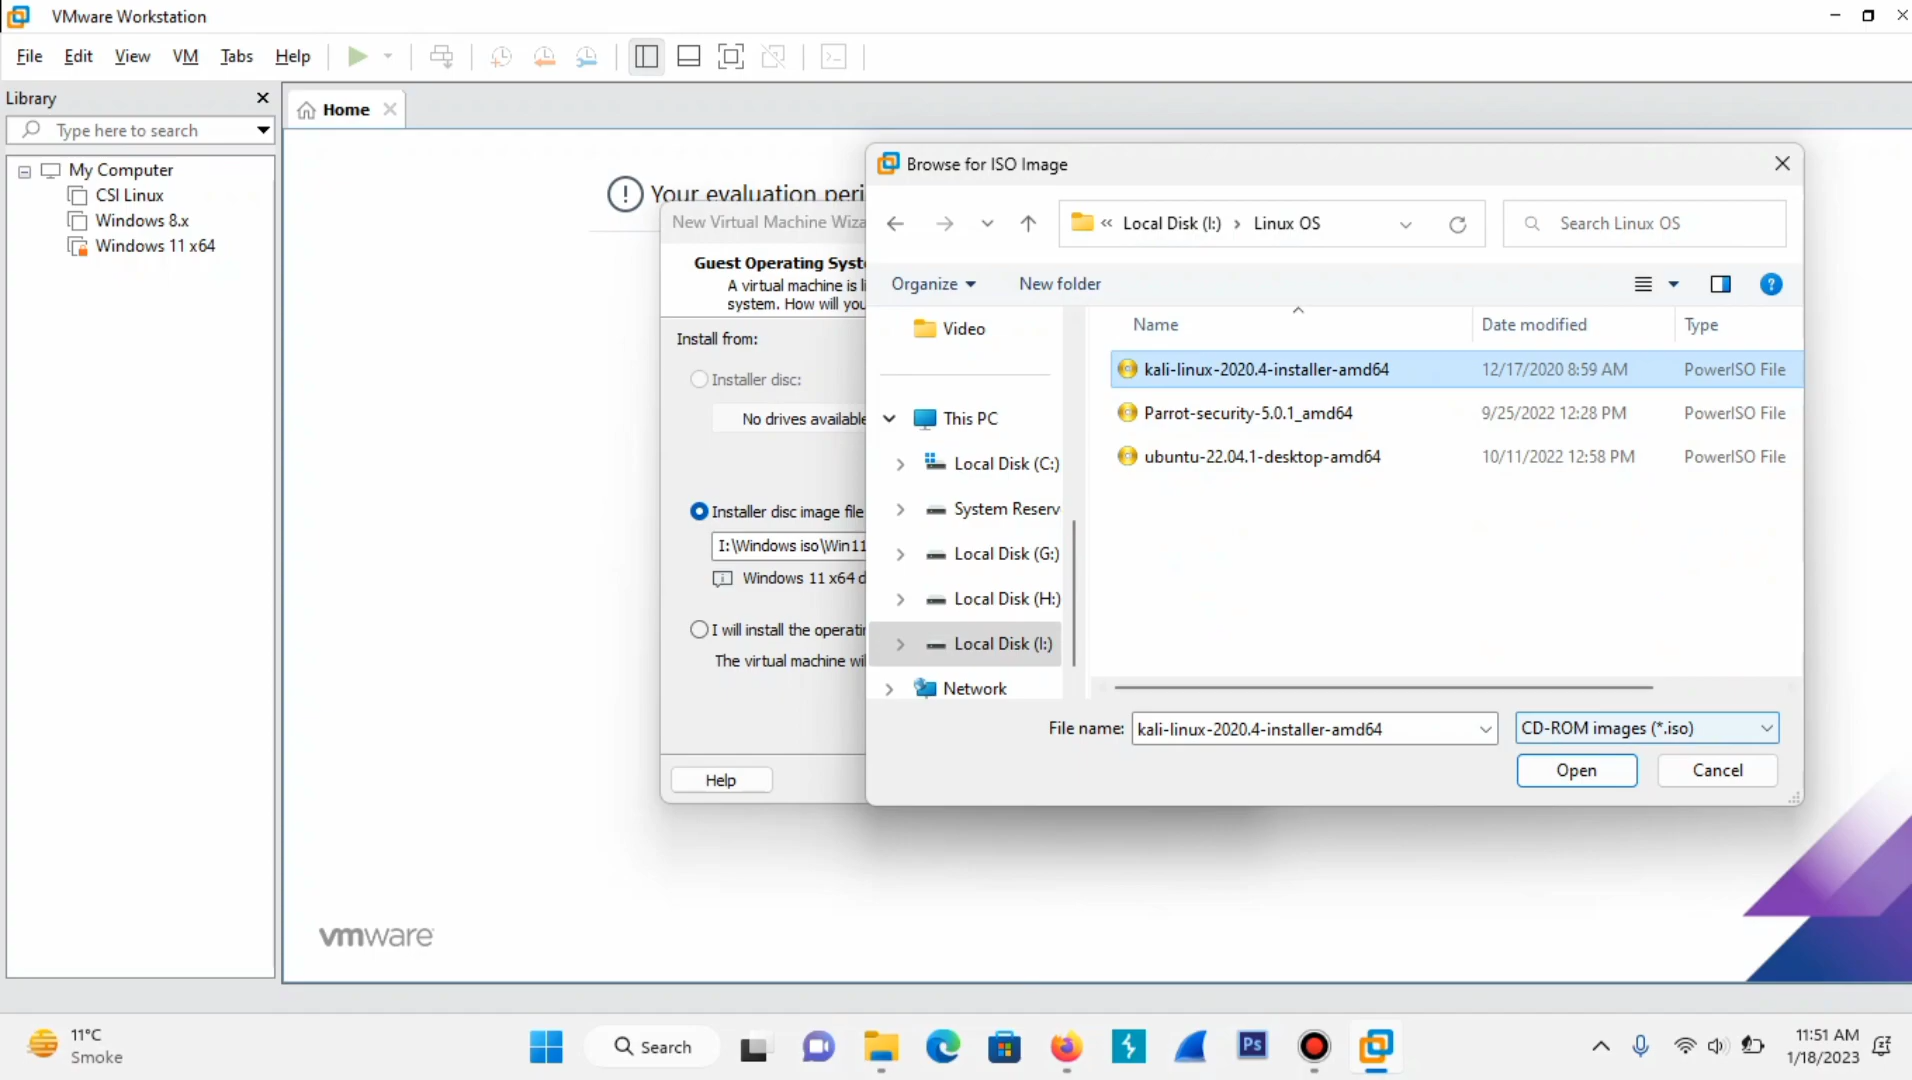 VMware Workstation
File Edit View VM Tabs Help
Library
Type here to search
My Computer
CSI Linux
Windows 8.x
Windows 11 x64
Home
Your evaluation peri
New Virtual Machine Wiza
Guest Operating Syst
A virtual machine is li
system. How will you
Install from:
Installer disc:
No drives available
Installer disc image file
I:\Windows iso\Win11
Windows 11 x64 d
I will install the operatin
The virtual machine wil
Help
Browse for ISO Image
« Local Disk (I:) › Linux OS
Search Linux OS
Organize
New folder
Video
This PC
Local Disk (C:)
System Reserv
Local Disk (G:)
Local Disk (H:)
Local Disk (I:)
Network
Name Date modified Type
kali-linux-2020.4-installer-amd64 12/17/2020 8:59 AM PowerISO File
Parrot-security-5.0.1_amd64 9/25/2022 12:28 PM PowerISO File
ubuntu-22.04.1-desktop-amd64 10/11/2022 12:58 PM PowerISO File
File name: kali-linux-2020.4-installer-amd64 CD-ROM images (*.iso)
Open Cancel
vmware
11°C
Smoke
Search
Ps
11:51 AM
1/18/2023